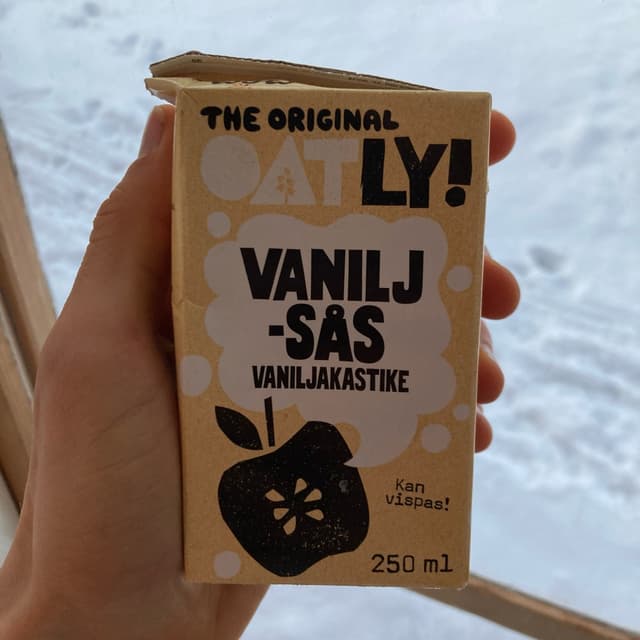 THE ORIGINAL
OATLY!
VANILJ
-SÅS
VANILJAKASTIKE
Kan
vispas!
250 ml